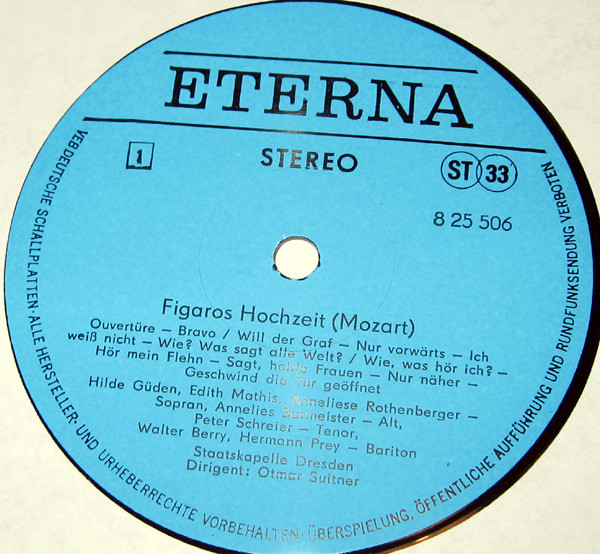 ETERNA
1 STEREO ST 33
8 25 506
Figaros Hochzeit (Mozart)
Ouvertüre – Bravo / Will der Graf – Nur vorwärts – Ich
weiß nicht – Wie? Was sagt alle Welt? / Wie, was hör ich? –
Hör mein Flehn – Sagt, holde Frauen – Nur näher –
Geschwind die Tür geöffnet
Hilde Güden, Edith Mathis, Anneliese Rothenberger –
Sopran, Annelies Burmeister – Alt,
Peter Schreier – Tenor,
Walter Berry, Hermann Prey – Bariton
Staatskapelle Dresden
Dirigent: Otmar Suitner
VEB DEUTSCHE SCHALLPLATTEN · ALLE HERSTELLER- UND URHEBERRECHTE VORBEHALTEN · ÜBERSPIELUNG, ÖFFENTLICHE AUFFÜHRUNG UND RUNDFUNKSENDUNG VERBOTEN